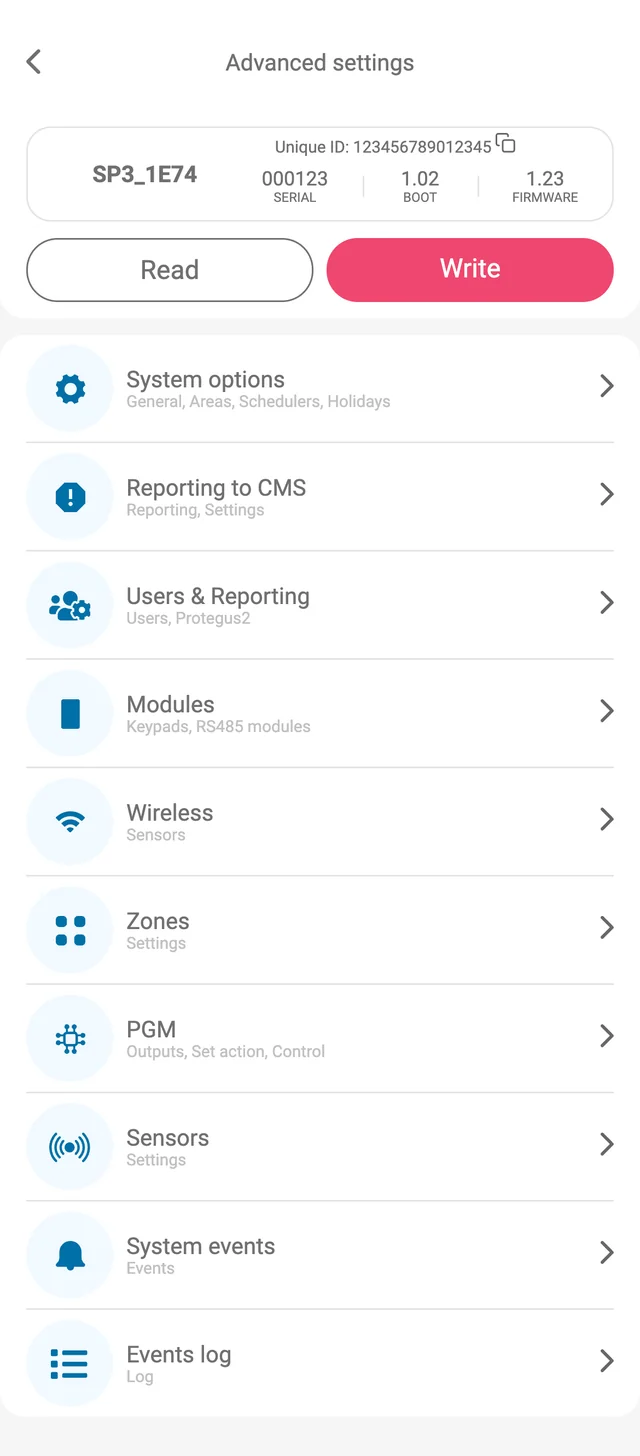 Advanced settings
Unique ID: 123456789012345
SP3_1E74
000123 1.02 1.23
SERIAL BOOT FIRMWARE
Read Write
System options
General, Areas, Schedulers, Holidays
Reporting to CMS
Reporting, Settings
Users & Reporting
Users, Protegus2
Modules
Keypads, RS485 modules
Wireless
Sensors
Zones
Settings
PGM
Outputs, Set action, Control
Sensors
Settings
System events
Events
Events log
Log